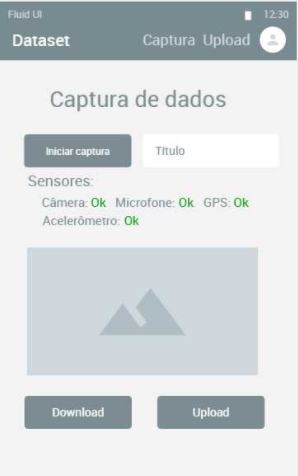 Fluid UI 12:30
Dataset Captura Upload
Captura de dados
Iniciar captura Título
Sensores:
Câmera: Ok Microfone: Ok GPS: Ok
Acelerômetro: Ok
Download Upload